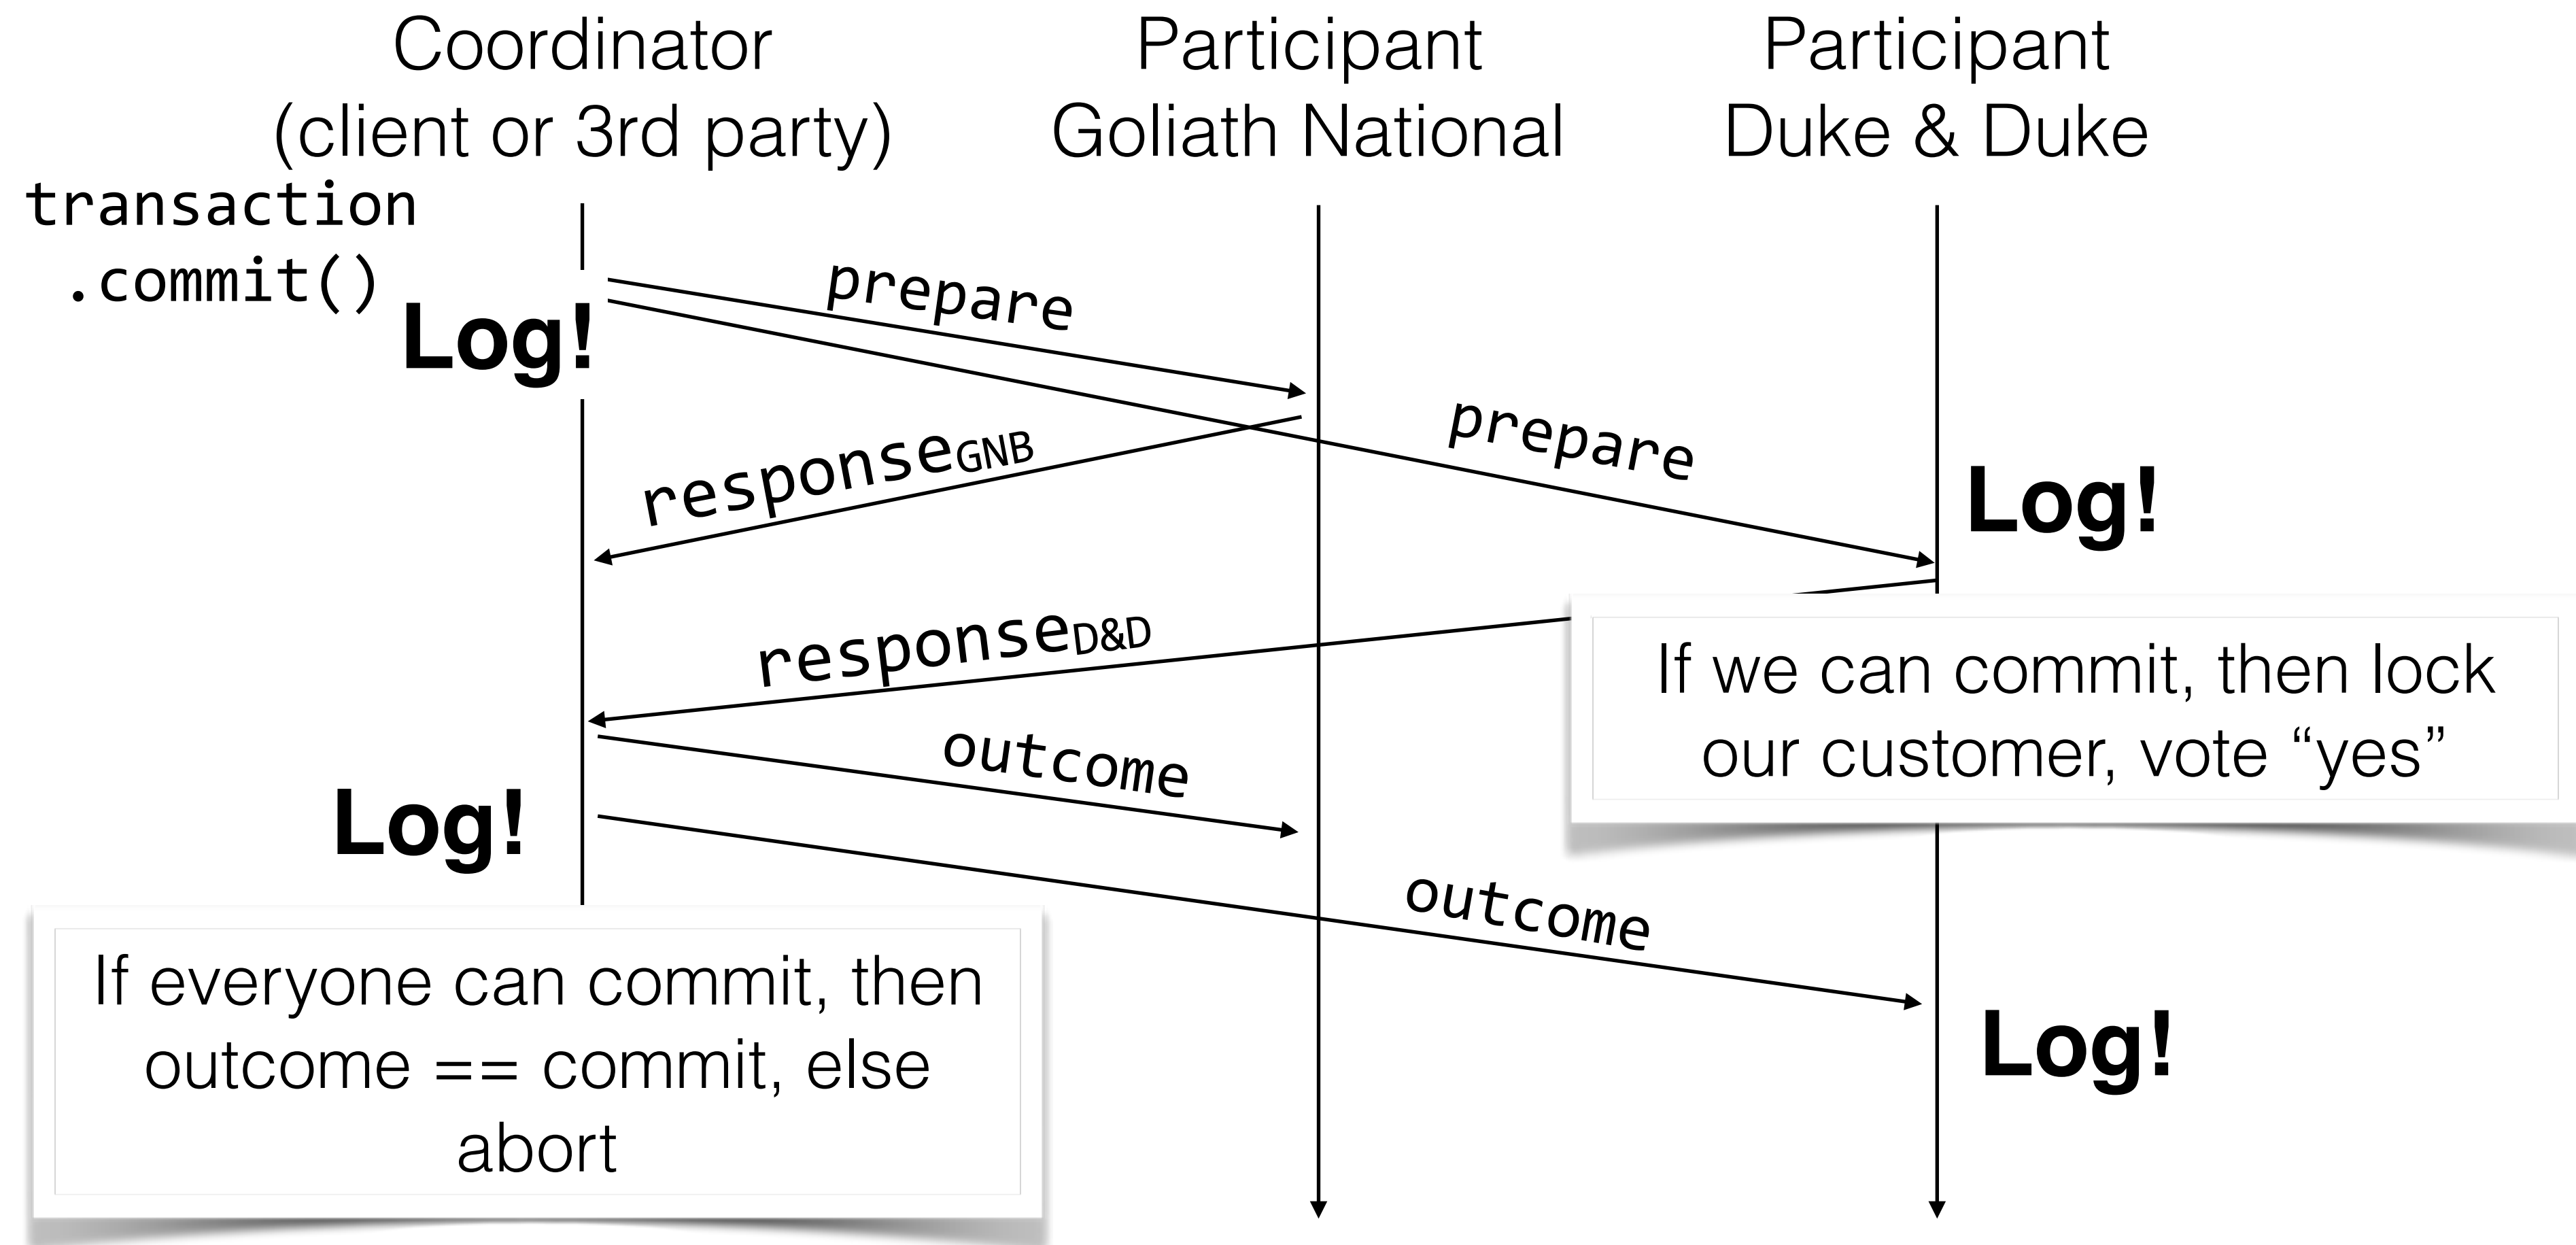 Coordinator
(client or 3rd party)
Participant
Goliath National
Participant
Duke & Duke
transaction
.commit()
Log!
prepare
prepare
responseGNB
Log!
responseD&D
If we can commit, then lock
our customer, vote “yes”
outcome
Log!
outcome
If everyone can commit, then
outcome == commit, else
abort
Log!